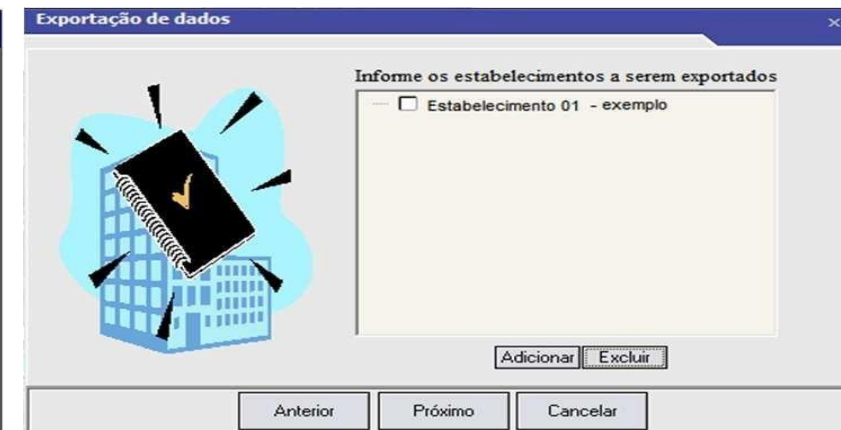 Exportação de dados
Informe os estabelecimentos a serem exportados
Estabelecimento 01 - exemplo
Adicionar Excluir
Anterior Próximo Cancelar